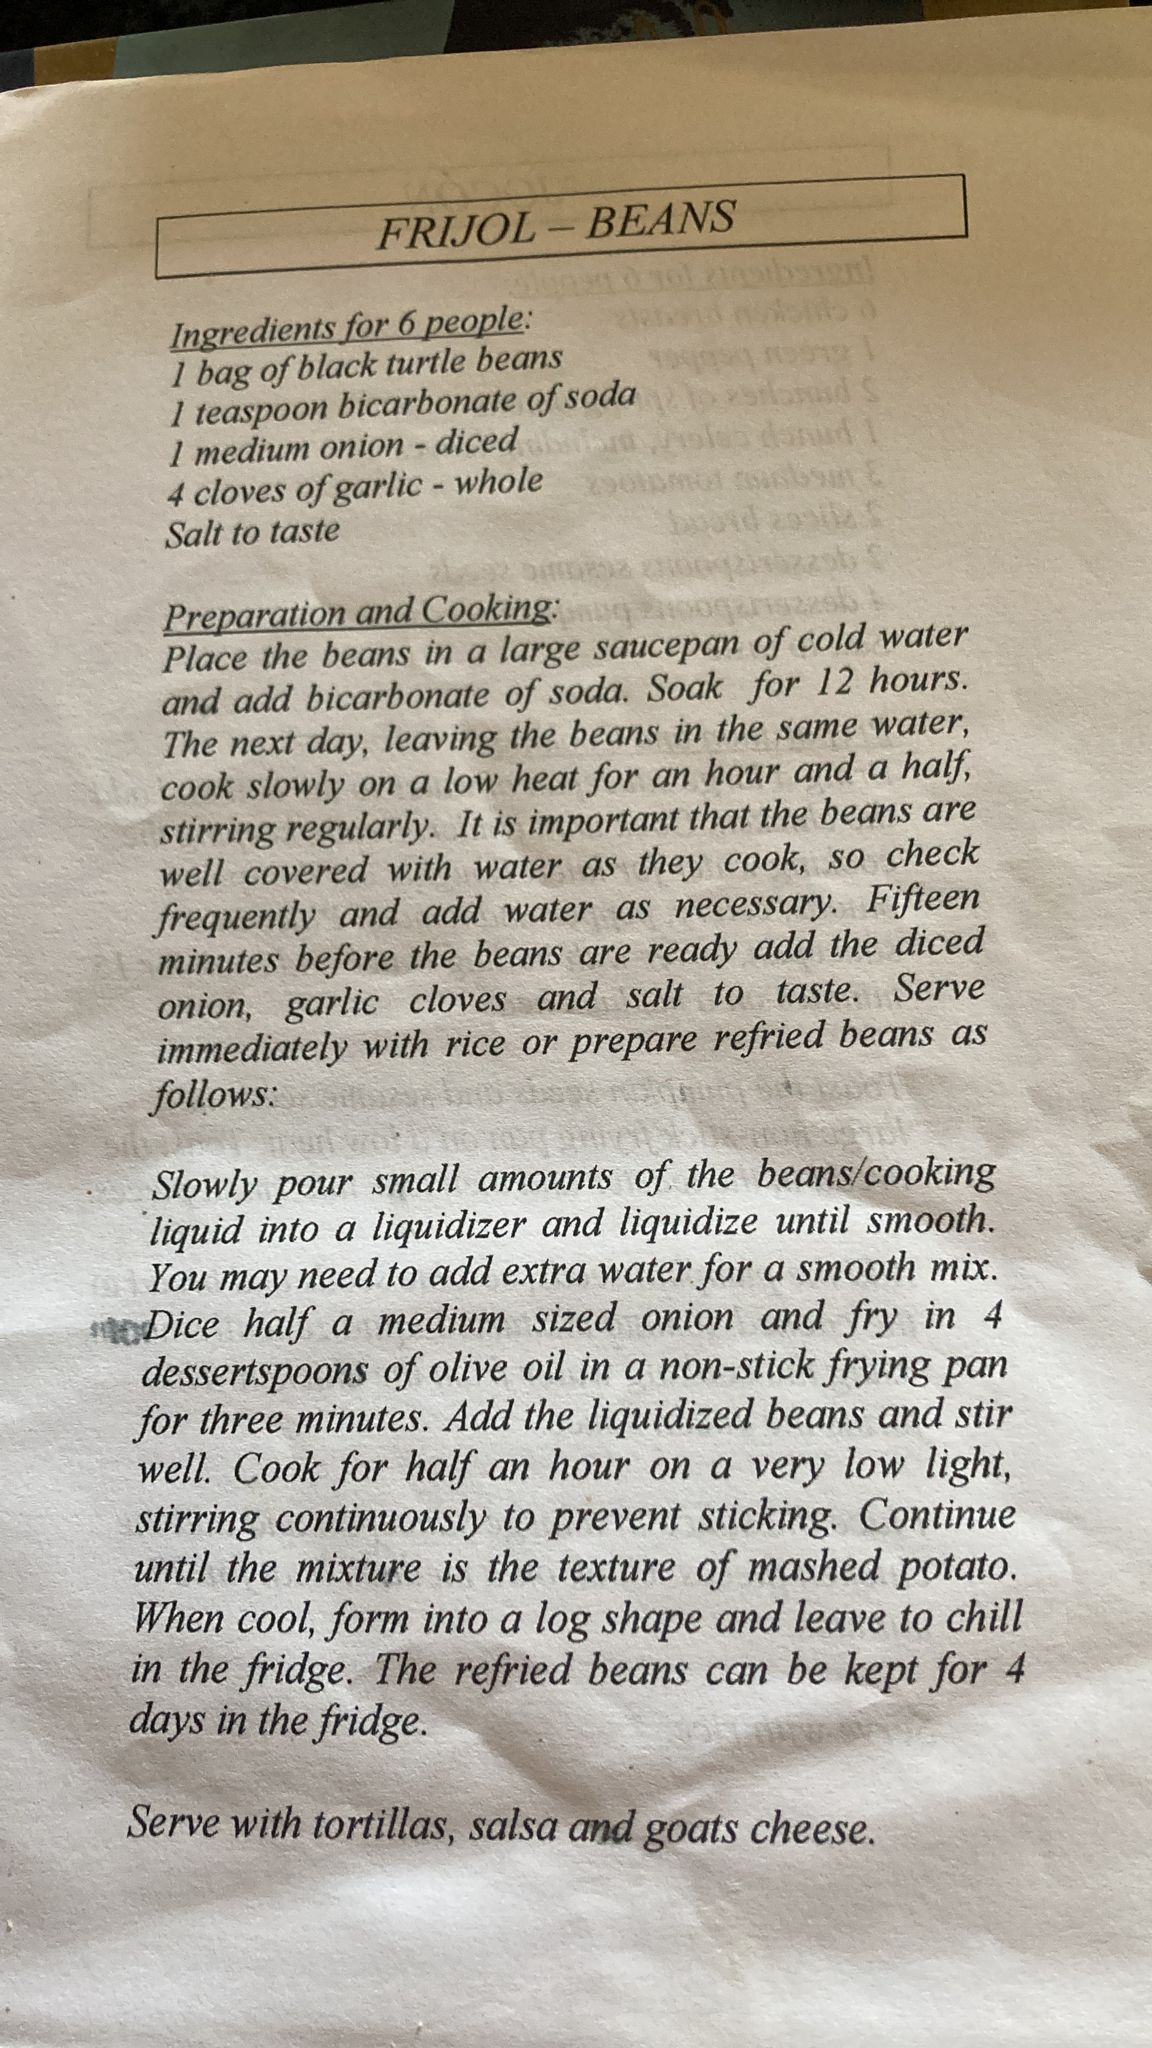 FRIJOL – BEANS
Ingredients for 6 people:
1 bag of black turtle beans
1 teaspoon bicarbonate of soda
1 medium onion - diced
4 cloves of garlic - whole
Salt to taste
Preparation and Cooking:
Place the beans in a large saucepan of cold water
and add bicarbonate of soda. Soak for 12 hours.
The next day, leaving the beans in the same water,
cook slowly on a low heat for an hour and a half,
stirring regularly. It is important that the beans are
well covered with water as they cook, so check
frequently and add water as necessary. Fifteen
minutes before the beans are ready add the diced
onion, garlic cloves and salt to taste. Serve
immediately with rice or prepare refried beans as
follows:
Slowly pour small amounts of the beans/cooking
liquid into a liquidizer and liquidize until smooth.
You may need to add extra water for a smooth mix.
Dice half a medium sized onion and fry in 4
dessertspoons of olive oil in a non-stick frying pan
for three minutes. Add the liquidized beans and stir
well. Cook for half an hour on a very low light,
stirring continuously to prevent sticking. Continue
until the mixture is the texture of mashed potato.
When cool, form into a log shape and leave to chill
in the fridge. The refried beans can be kept for 4
days in the fridge.
Serve with tortillas, salsa and goats cheese.